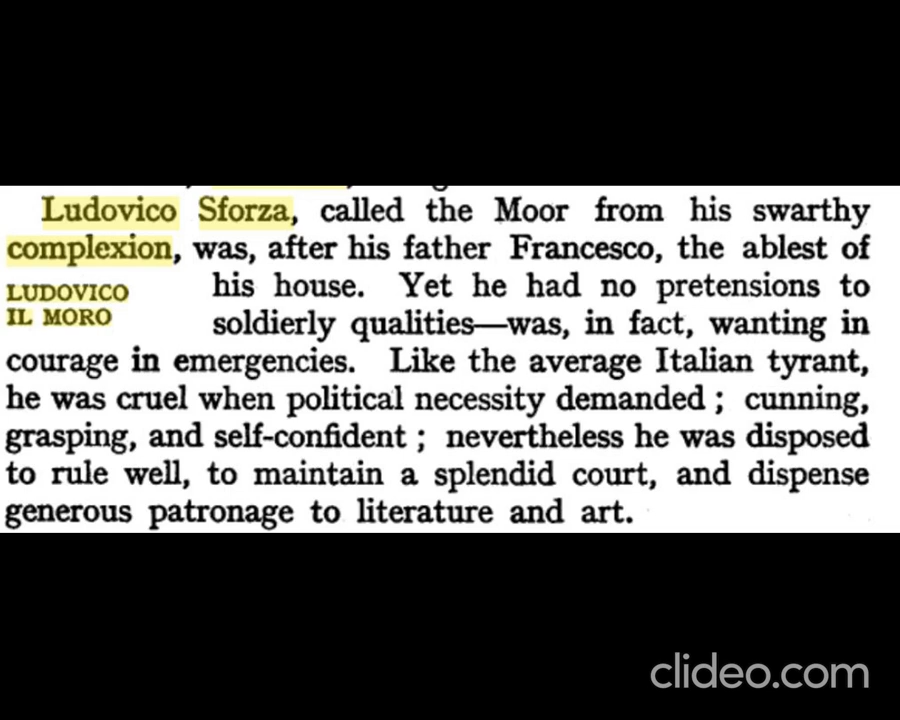 Ludovico Sforza, called the Moor from his swarthy
complexion, was, after his father Francesco, the ablest of
LUDOVICO
IL MORO
his house. Yet he had no pretensions to
soldierly qualities—was, in fact, wanting in
courage in emergencies. Like the average Italian tyrant,
he was cruel when political necessity demanded ; cunning,
grasping, and self-confident ; nevertheless he was disposed
to rule well, to maintain a splendid court, and dispense
generous patronage to literature and art.
clideo.com